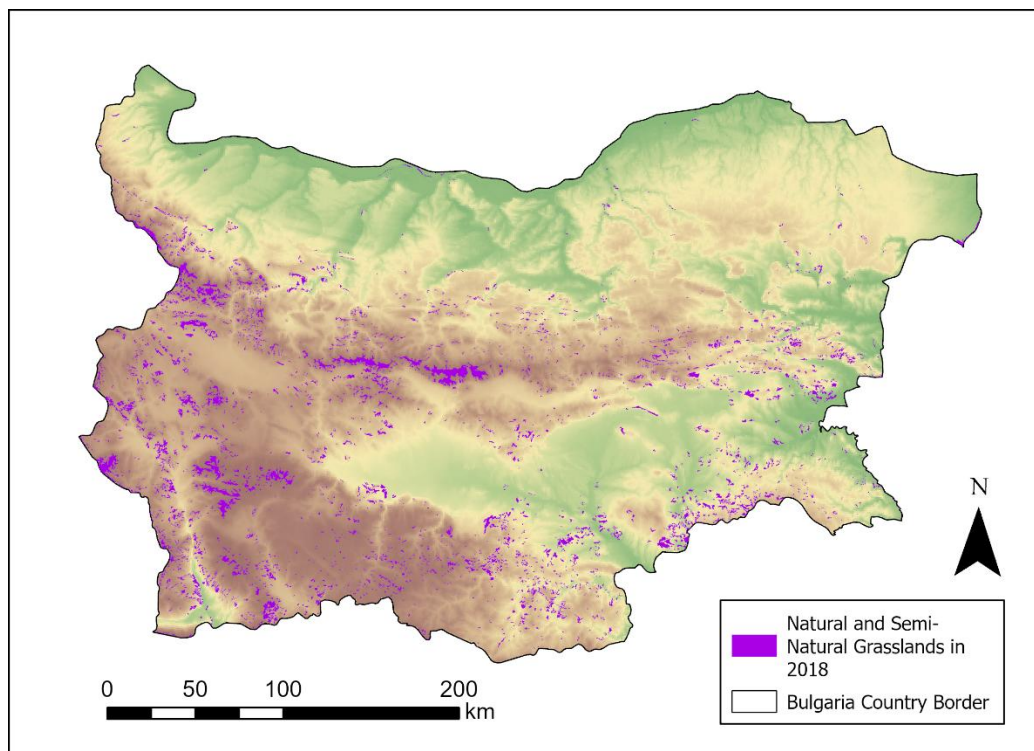 N
Natural and Semi-
Natural Grasslands in
2018
Bulgaria Country Border
0 50 100 200
km